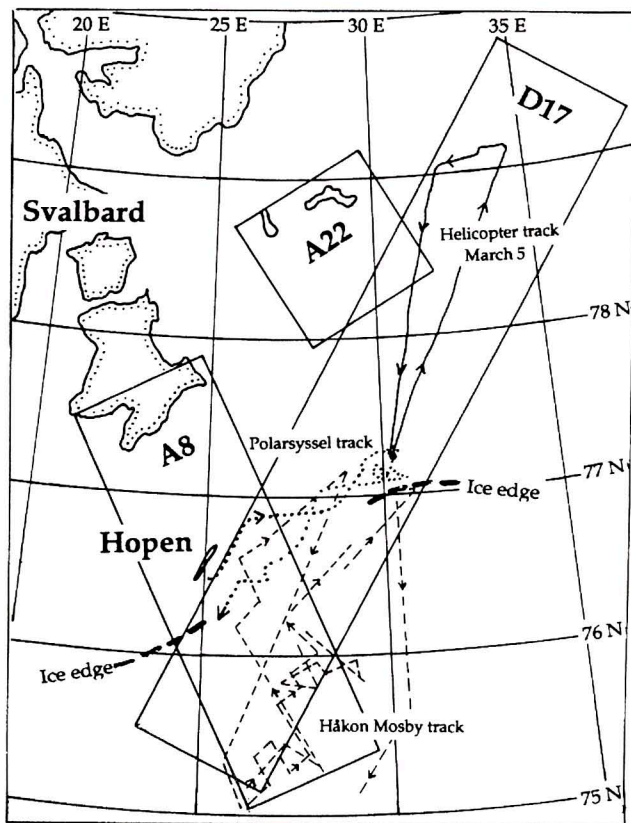 20 E 25 E 30 E 35 E
D17
Svalbard
A22
Helicopter track
March 5
78 N
A8
Polarsyssel track
77 N
Ice edge
Hopen
76 N
Ice edge
Håkon Mosby track
75 N